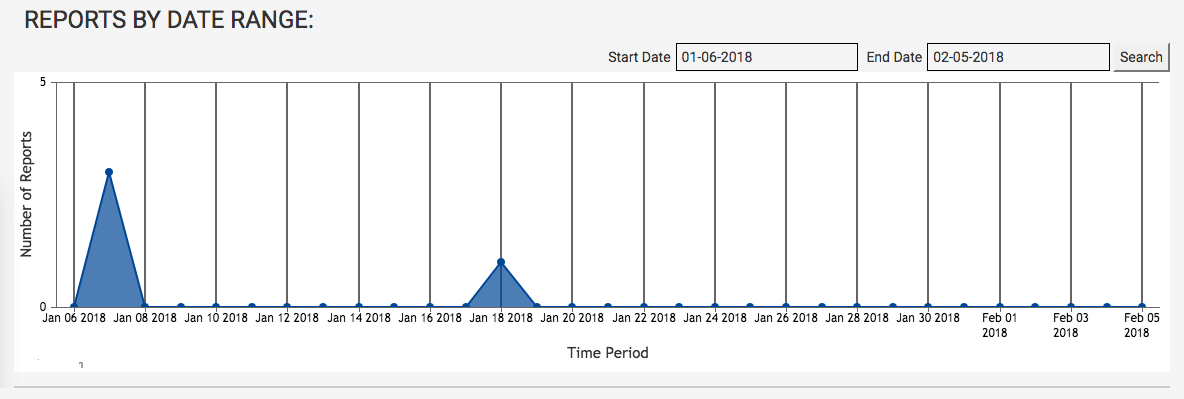 REPORTS BY DATE RANGE:
Start Date 01-06-2018 End Date 02-05-2018 Search
5
Number of Reports
0
Jan 06 2018 Jan 08 2018 Jan 10 2018 Jan 12 2018 Jan 14 2018 Jan 16 2018 Jan 18 2018 Jan 20 2018 Jan 22 2018 Jan 24 2018 Jan 26 2018 Jan 28 2018 Jan 30 2018 Feb 01 2018 Feb 03 2018 Feb 05 2018
Time Period